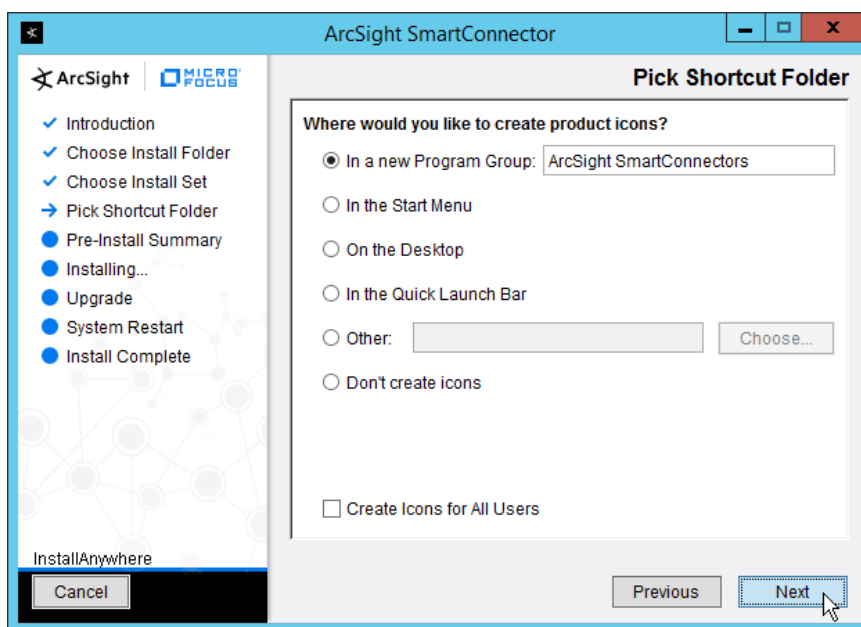 ArcSight SmartConnector
ArcSight
MICRO FOCUS
Pick Shortcut Folder
Introduction
Choose Install Folder
Choose Install Set
Pick Shortcut Folder
Pre-Install Summary
Installing...
Upgrade
System Restart
Install Complete
Where would you like to create product icons?
In a new Program Group: ArcSight SmartConnectors
In the Start Menu
On the Desktop
In the Quick Launch Bar
Other: Choose...
Don't create icons
Create Icons for All Users
InstallAnywhere
Cancel Previous Next